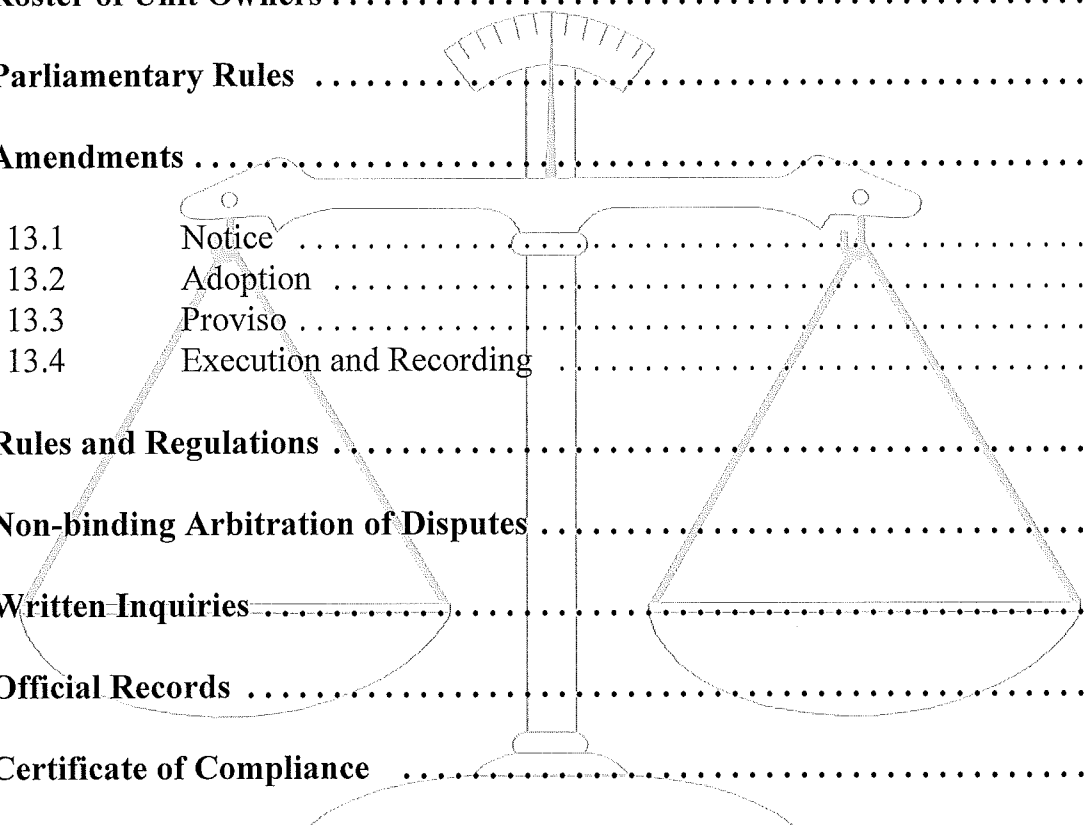 Roster of Unit Owners . . . . . . . . . . . . . . . . . . . . . . . . . . . . . . . . . . . . . . . . . . . . . . . . . . . .
Parliamentary Rules . . . . . . . . . . . . . . . . . . . . . . . . . . . . . . . . . . . . . . . . . . . . . . . . . . . . .
Amendments . . . . . . . . . . . . . . . . . . . . . . . . . . . . . . . . . . . . . . . . . . . . . . . . . . . . . . . . . . . . .
13.1 Notice . . . . . . . . . . . . . . . . . . . . . . . . . . . . . . . . . . . . . . . . . . . . . . . . . . . . . .
13.2 Adoption . . . . . . . . . . . . . . . . . . . . . . . . . . . . . . . . . . . . . . . . . . . . . . . . . . . .
13.3 Proviso . . . . . . . . . . . . . . . . . . . . . . . . . . . . . . . . . . . . . . . . . . . . . . . . . . . . . .
13.4 Execution and Recording . . . . . . . . . . . . . . . . . . . . . . . . . . . . . . . . . . . .
Rules and Regulations . . . . . . . . . . . . . . . . . . . . . . . . . . . . . . . . . . . . . . . . . . . . . . . . . . . .
Non-binding Arbitration of Disputes . . . . . . . . . . . . . . . . . . . . . . . . . . . . . . . . . . . . .
Written Inquiries . . . . . . . . . . . . . . . . . . . . . . . . . . . . . . . . . . . . . . . . . . . . . . . . . . . . . . . .
Official Records . . . . . . . . . . . . . . . . . . . . . . . . . . . . . . . . . . . . . . . . . . . . . . . . . . . . . . . . .
Certificate of Compliance . . . . . . . . . . . . . . . . . . . . . . . . . . . . . . . . . . . . . . . . . . . . . . .